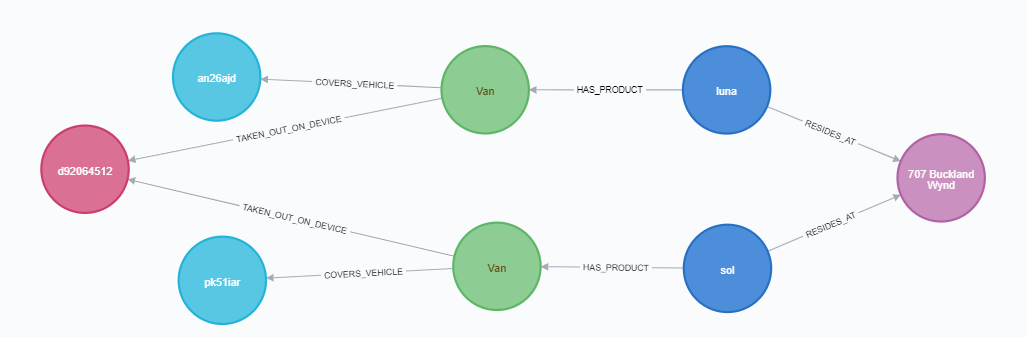 an26ajd
COVERS_VEHICLE
Van
HAS_PRODUCT
luna
TAKEN_OUT_ON_DEVICE
RESIDES_AT
d92064512
707 Buckland
Wynd
TAKEN_OUT_ON_DEVICE
RESIDES_AT
pk51iar
COVERS_VEHICLE
Van
HAS_PRODUCT
sol